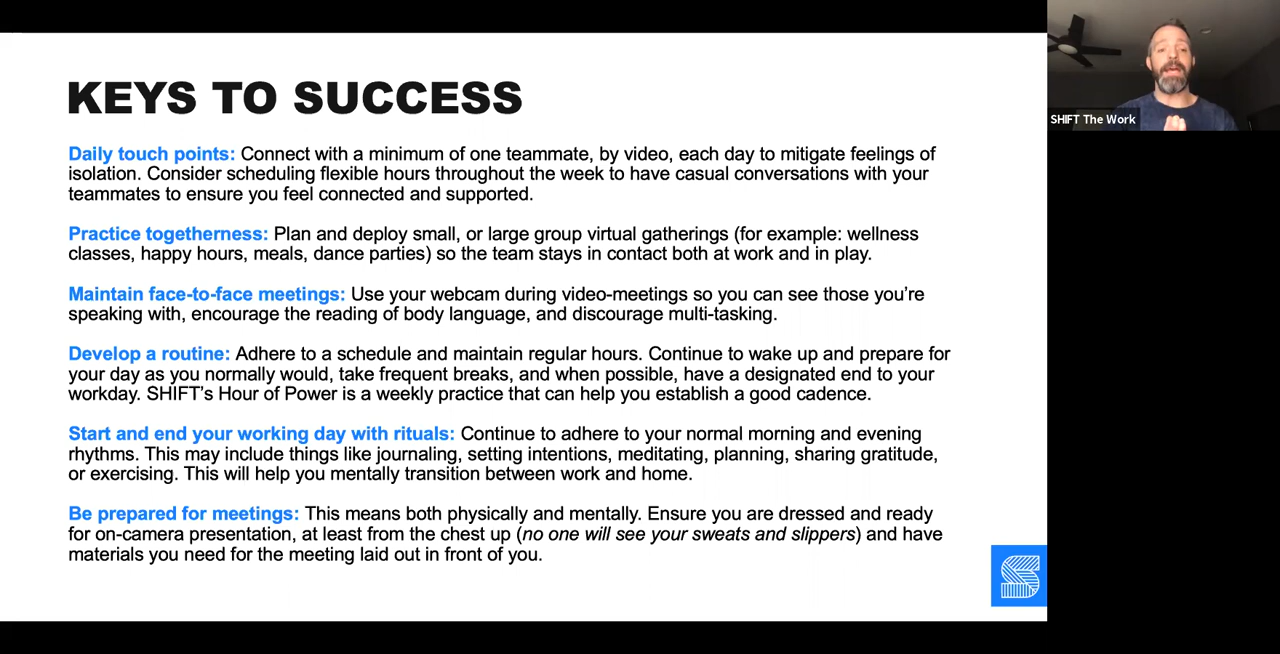 KEYS TO SUCCESS
Daily touch points: Connect with a minimum of one teammate, by video, each day to mitigate feelings of
isolation. Consider scheduling flexible hours throughout the week to have casual conversations with your
teammates to ensure you feel connected and supported.
Practice togetherness: Plan and deploy small, or large group virtual gatherings (for example: wellness
classes, happy hours, meals, dance parties) so the team stays in contact both at work and in play.
Maintain face-to-face meetings: Use your webcam during video-meetings so you can see those you’re
speaking with, encourage the reading of body language, and discourage multi-tasking.
Develop a routine: Adhere to a schedule and maintain regular hours. Continue to wake up and prepare for
your day as you normally would, take frequent breaks, and when possible, have a designated end to your
workday. SHIFT’s Hour of Power is a weekly practice that can help you establish a good cadence.
Start and end your working day with rituals: Continue to adhere to your normal morning and evening
rhythms. This may include things like journaling, setting intentions, meditating, planning, sharing gratitude,
or exercising. This will help you mentally transition between work and home.
Be prepared for meetings: This means both physically and mentally. Ensure you are dressed and ready
for on-camera presentation, at least from the chest up (no one will see your sweats and slippers) and have
materials you need for the meeting laid out in front of you.
S
SHIFT The Work